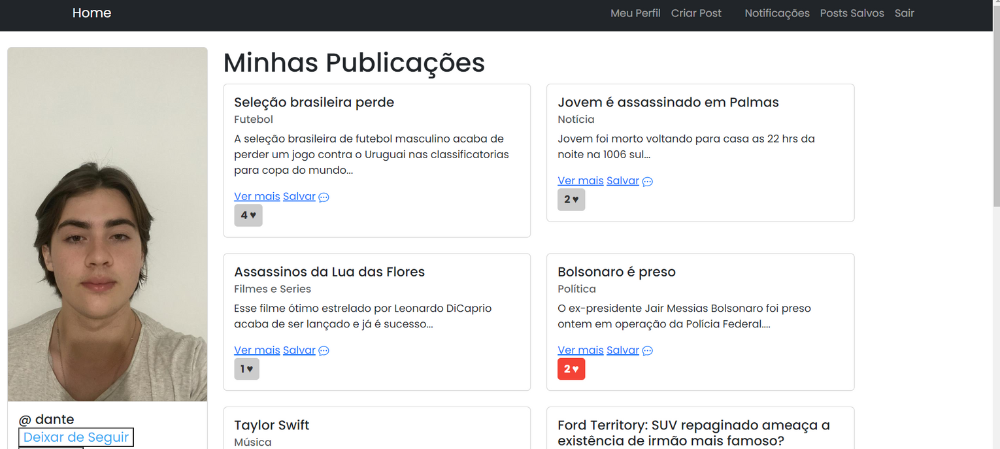 Home
Meu Perfil Criar Post Notificações Posts Salvos Sair
Minhas Publicações
Seleção brasileira perde
Futebol
A seleção brasileira de futebol masculino acaba de
perder um jogo contra o Uruguai nas classificatorias
para copa do mundo...
Ver mais Salvar
4 ♥
Jovem é assassinado em Palmas
Notícia
Jovem foi morto voltando para casa as 22 hrs da
noite na 1006 sul...
Ver mais Salvar
2 ♥
Assassinos da Lua das Flores
Filmes e Series
Esse filme ótimo estrelado por Leonardo DiCaprio
acaba de ser lançado e já é sucesso...
Ver mais Salvar
1 ♥
Bolsonaro é preso
Política
O ex-presidente Jair Messias Bolsonaro foi preso
ontem em operação da Polícia Federal....
Ver mais Salvar
2 ♥
Taylor Swift
Música
Ford Territory: SUV repaginado ameaça a
existência de irmão mais famoso?
@ dante
Deixar de Seguir